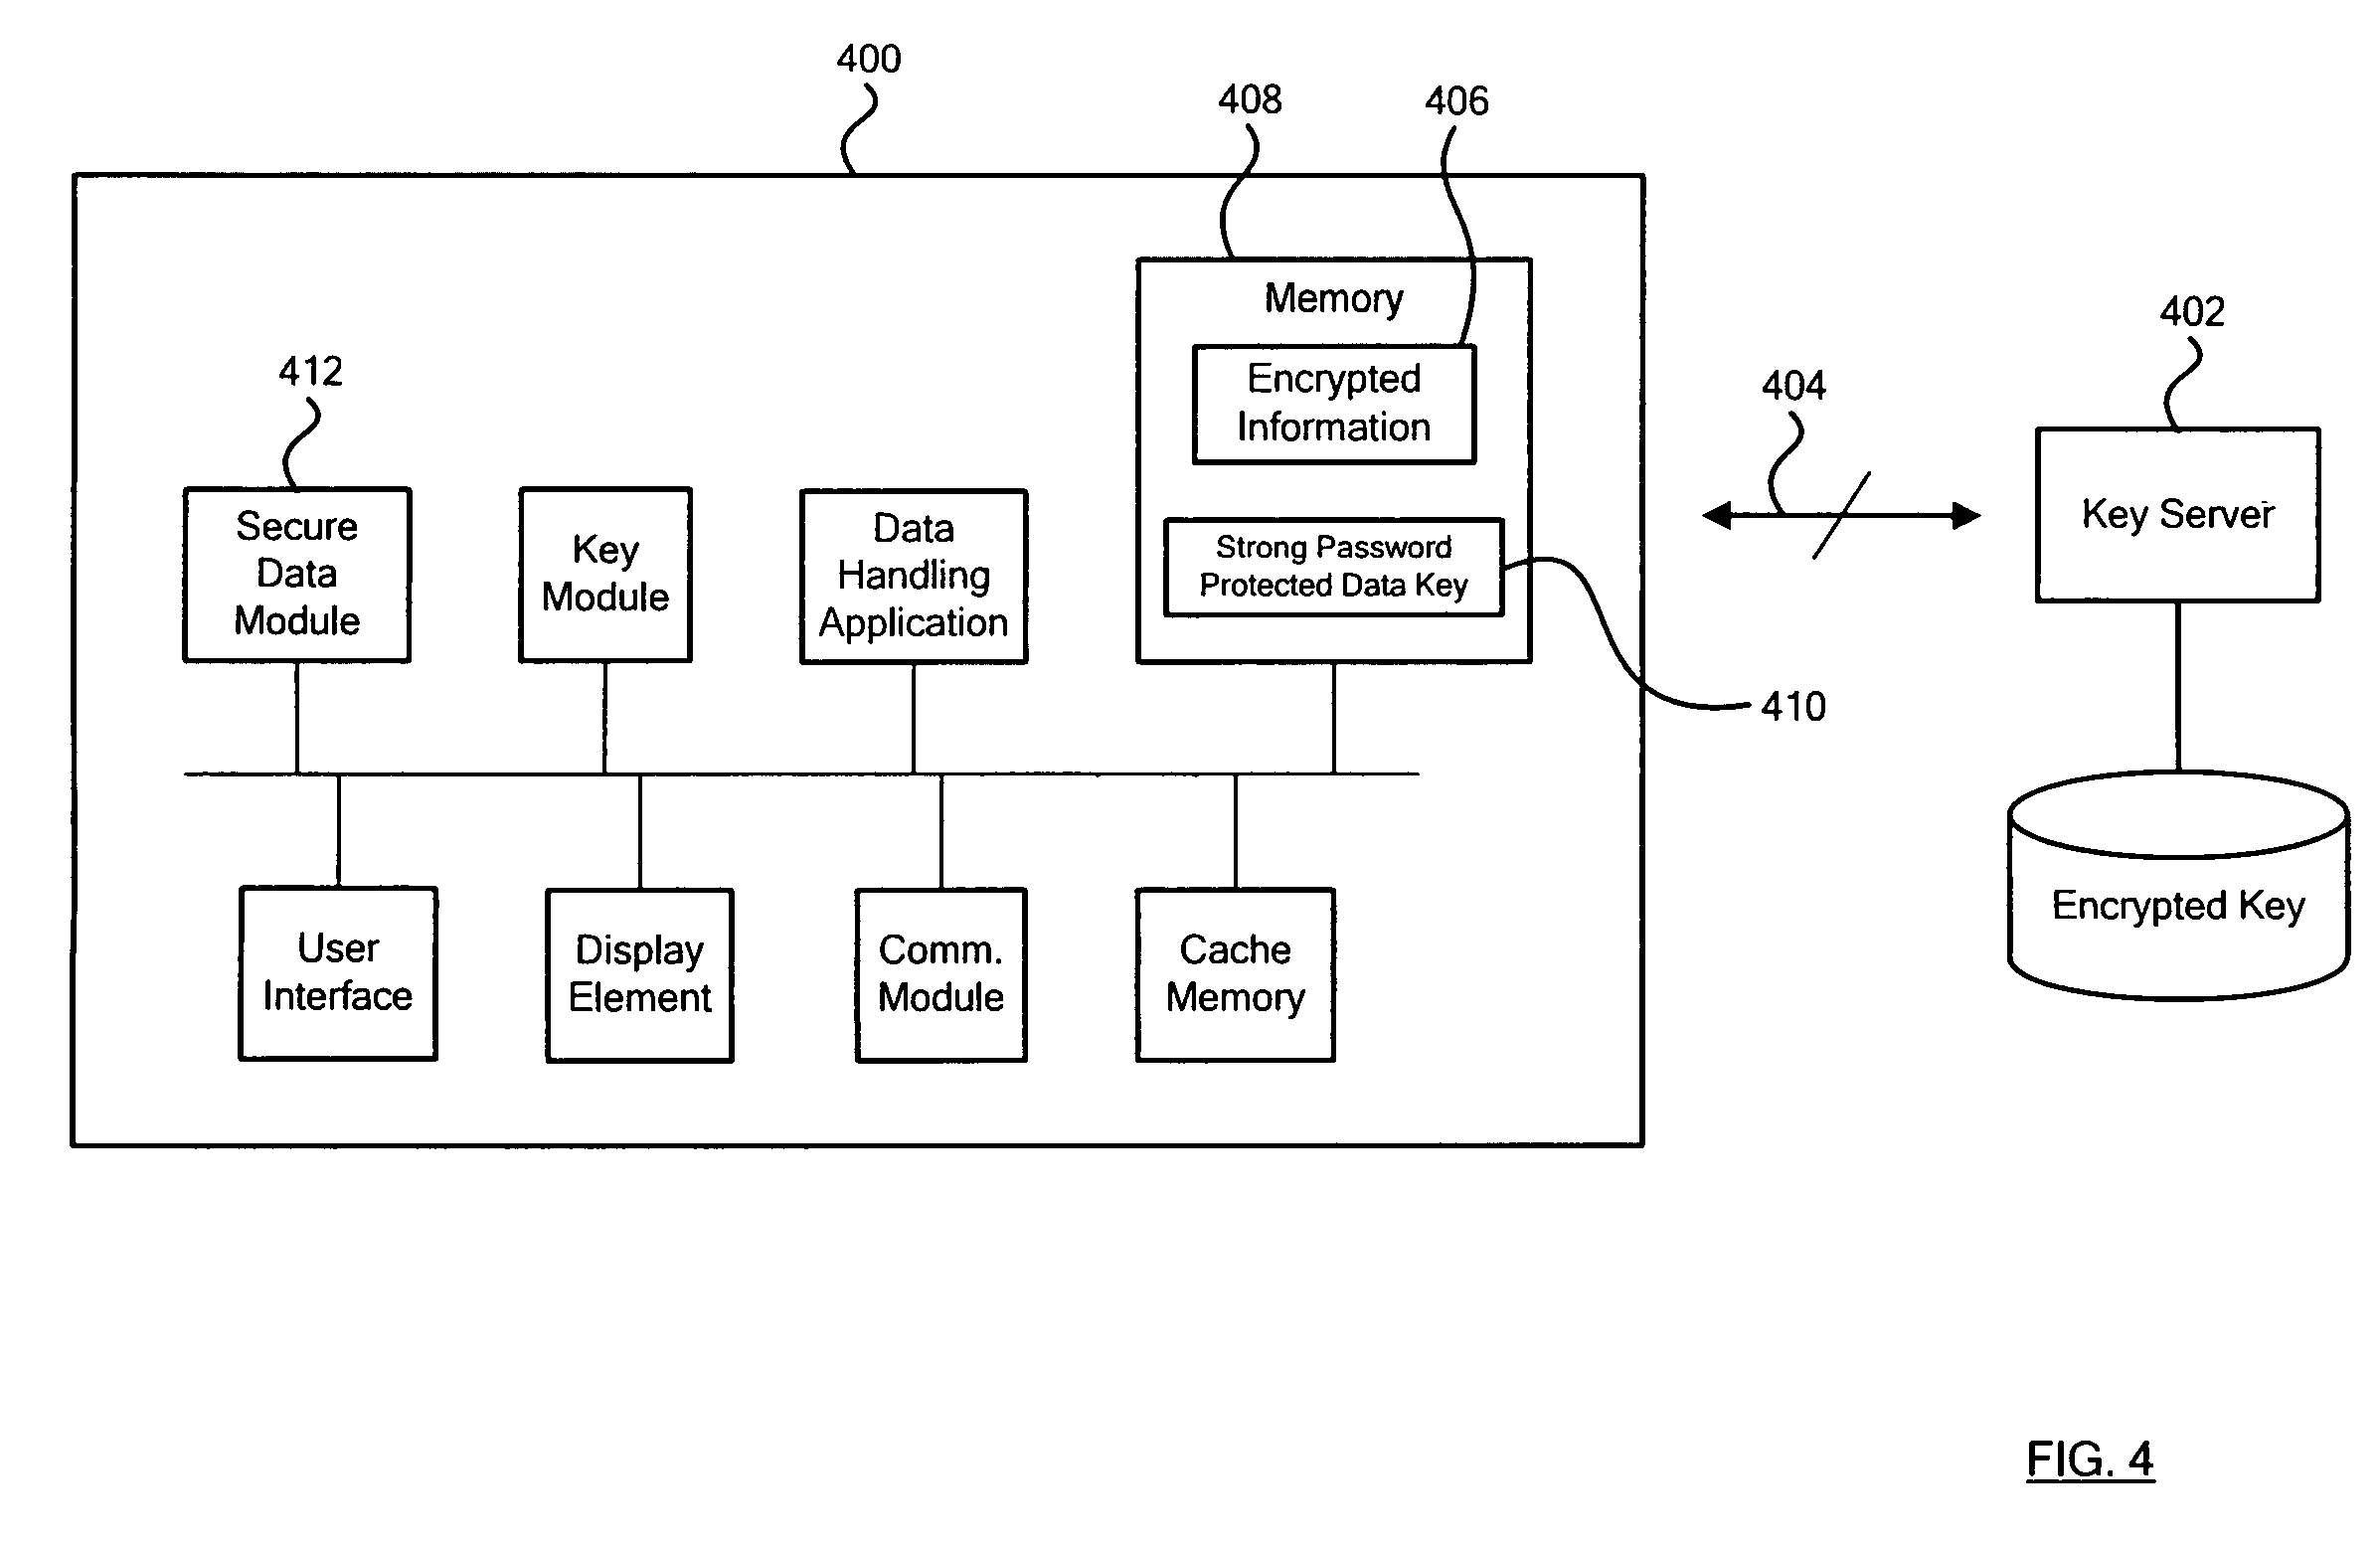 400
408
406
Memory
402
412
Encrypted
Information
404
Secure
Data
Module
Key
Module
Data
Handling
Application
Strong Password
Protected Data Key
Key Server
410
User
Interface
Display
Element
Comm.
Module
Cache
Memory
Encrypted Key
FIG. 4